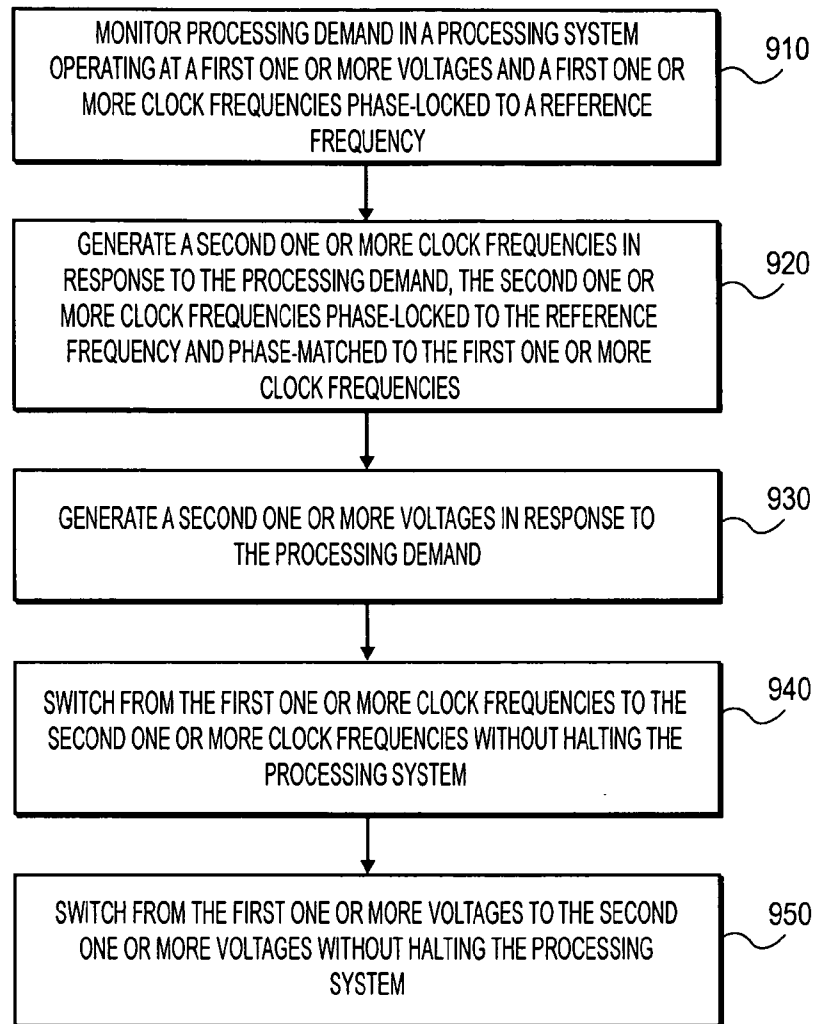 MONITOR PROCESSING DEMAND IN A PROCESSING SYSTEM
OPERATING AT A FIRST ONE OR MORE VOLTAGES AND A FIRST ONE OR
MORE CLOCK FREQUENCIES PHASE-LOCKED TO A REFERENCE
FREQUENCY
910
GENERATE A SECOND ONE OR MORE CLOCK FREQUENCIES IN
RESPONSE TO THE PROCESSING DEMAND, THE SECOND ONE OR
MORE CLOCK FREQUENCIES PHASE-LOCKED TO THE REFERENCE
FREQUENCY AND PHASE-MATCHED TO THE FIRST ONE OR MORE
CLOCK FREQUENCIES
920
GENERATE A SECOND ONE OR MORE VOLTAGES IN RESPONSE TO
THE PROCESSING DEMAND
930
SWITCH FROM THE FIRST ONE OR MORE CLOCK FREQUENCIES TO THE
SECOND ONE OR MORE CLOCK FREQUENCIES WITHOUT HALTING THE
PROCESSING SYSTEM
940
SWITCH FROM THE FIRST ONE OR MORE VOLTAGES TO THE SECOND
ONE OR MORE VOLTAGES WITHOUT HALTING THE PROCESSING
SYSTEM
950